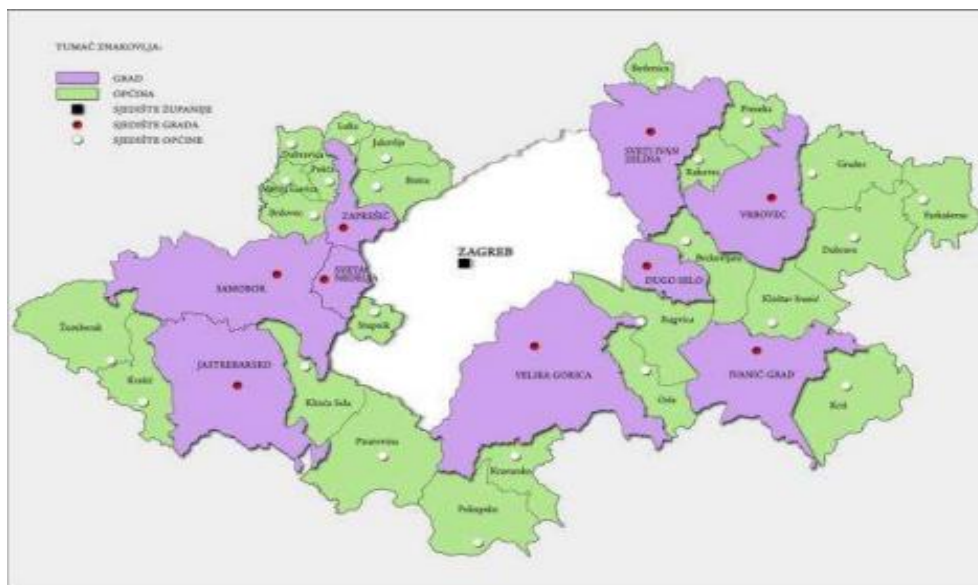 TUMAČ ZNAKOVLJA:
GRAD
OPĆINA
SJEDIŠTE ŽUPANIJE
SJEDIŠTE GRADA
SJEDIŠTE OPĆINE
Bedenica
Preseka
SVETI IVAN
ZELINA
Rakovec
Gradec
Luka
Jakovlje
Dubravica
Pušća
Bistra
Marija Gorica
Brdovec
ZAPREŠIĆ
VRBOVEC
Farkaševac
Dubrava
ZAGREB
Brckovljani
SVETA
NEDELJA
DUGO SELO
SAMOBOR
Kloštar Ivanić
Stupnik
Rugvica
Žumberak
JASTREBARSKO
VELIKA GORICA
IVANIĆ-GRAD
Krašić
Klinča Sela
Orle
Križ
Pisarovina
Kravarsko
Pokupsko